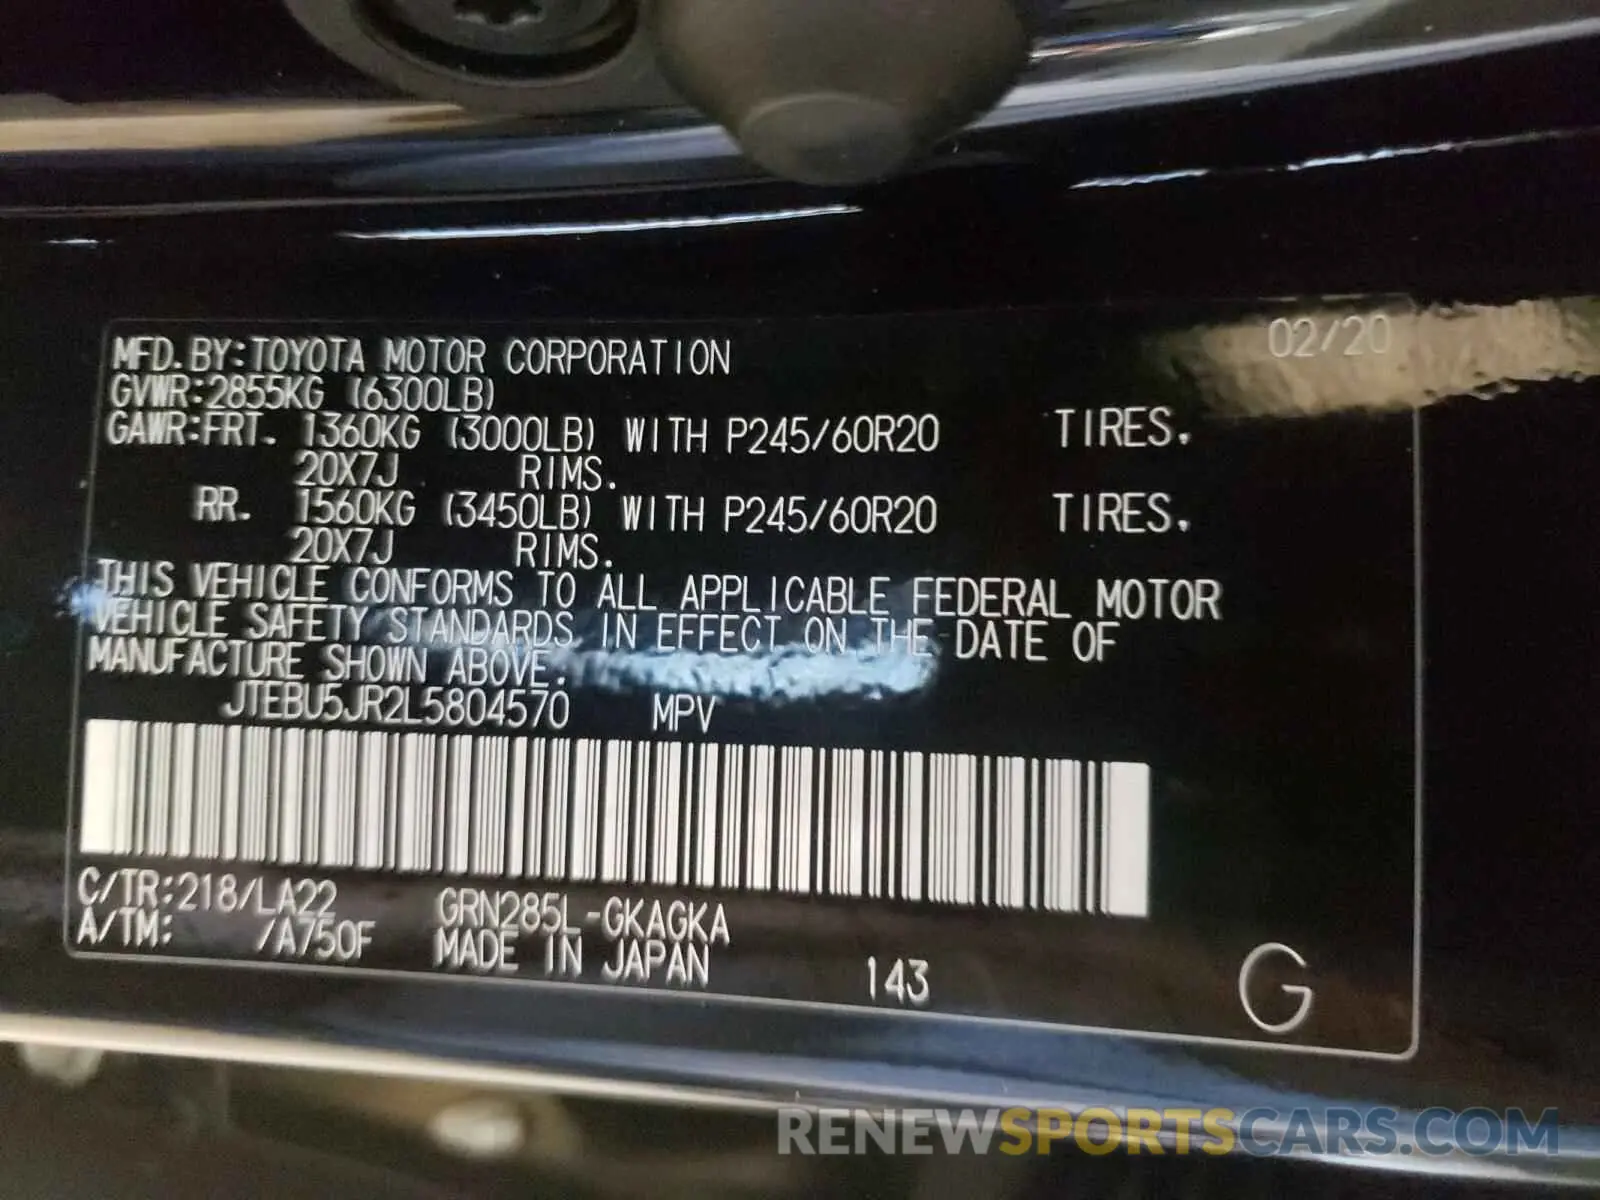 02/20
MFD.BY:TOYOTA MOTOR CORPORATION
GVWR:2855KG (6300LB)
GAWR:FRT. 1360KG (3000LB) WITH P245/60R20 TIRES.
20X7J RIMS.
RR. 1560KG (3450LB) WITH P245/60R20 TIRES.
20X7J RIMS.
THIS VEHICLE CONFORMS TO ALL APPLICABLE FEDERAL MOTOR
VEHICLE SAFETY STANDARDS IN EFFECT ON THE DATE OF
MANUFACTURE SHOWN ABOVE.
JTEBU5JR2L5804570 MPV
C/TR:218/LA22 GRN285L-GKAGKA
A/TM: /A750F MADE IN JAPAN
143
G
RENEWSPORTSCARS.COM